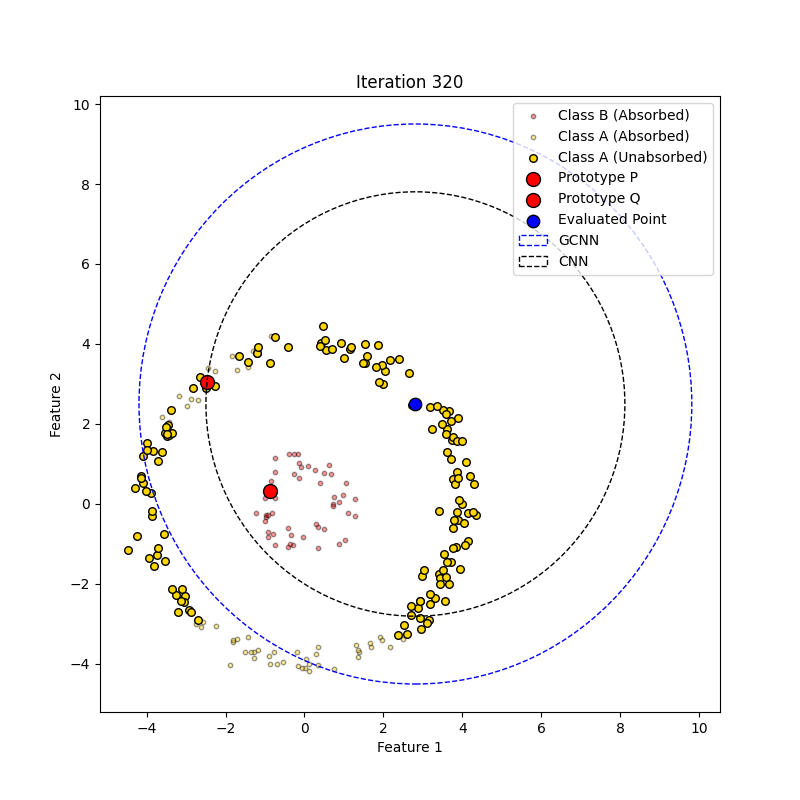 Iteration 320
Class B (Absorbed)
Class A (Absorbed)
Class A (Unabsorbed)
Prototype P
Prototype Q
Evaluated Point
GCNN
CNN
10
8
6
4
2
0
−2
−4
Feature 2
−4 −2 0 2 4 6 8 10
Feature 1